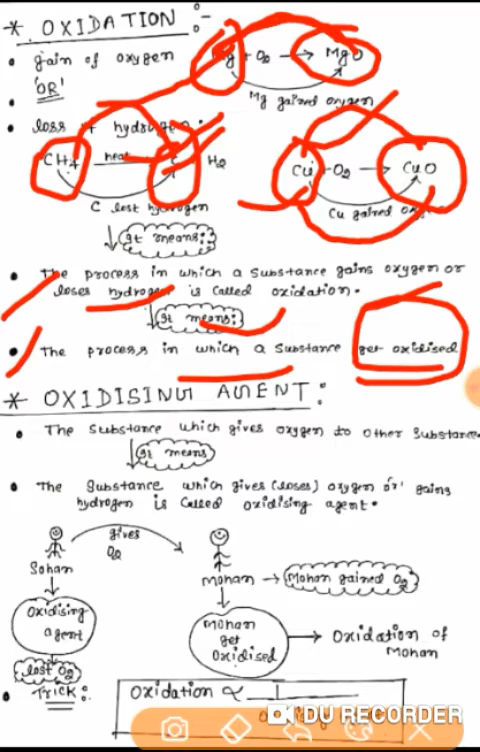 * OXIDATION :-
• gain of oxygen Mg + O₂ → MgO
'OR' Mg gained oxygen
• loss of hydrogen:
CH₄ heat C H₂ Cu + O₂ → CuO
C lost hydrogen Cu gained
It means:
• The process in which a substance gains oxygen or
loses hydrogen is called oxidation.
It means:
• The process in which a substance get oxidised
* OXIDISING AGENT :
• The substance which gives oxygen to other substance
It means
• The substance which gives (loses) oxygen 'or' gains
hydrogen is called oxidising agent.
gives
O₂
Sohan Mohan → Mohan gained O₂
Oxidising
agent
Mohan
get
Oxidised
→ Oxidation of
Mohan
lost O₂
• TRICK :
Oxidation ∝ 1
DU RECORDER